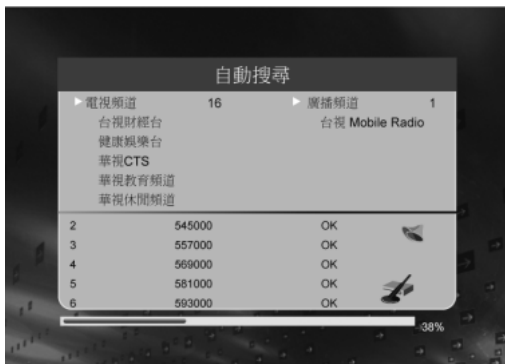 自動搜尋
電視頻道 16 廣播頻道 1
台視財經台 台視 Mobile Radio
健康娛樂台
華視CTS
華視教育頻道
華視休閒頻道
2 545000 OK
3 557000 OK
4 569000 OK
5 581000 OK
6 593000 OK
38%